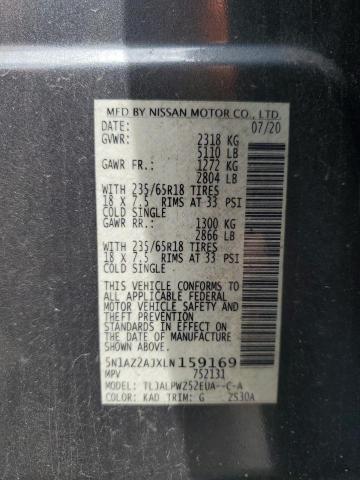 MFD BY NISSAN MOTOR CO., LTD.
DATE: 07/20
GVWR: 2318 KG
5110 LB
GAWR FR.: 1272 KG
2804 LB
WITH 235/65R18 TIRES
18 X 7.5 RIMS AT 33 PSI
COLD SINGLE
GAWR RR.: 1300 KG
2866 LB
WITH 235/65R18 TIRES
18 X 7.5 RIMS AT 33 PSI
COLD SINGLE
THIS VEHICLE CONFORMS TO
ALL APPLICABLE FEDERAL
MOTOR VEHICLE SAFETY AND
THEFT PREVENTION
STANDARDS IN EFFECT ON
THE DATE OF MANUFACTURE
SHOWN ABOVE.
5N1AZ2AJXLN159169
MPV 752131
MODEL: TLJALPWZ52EUA--C-A
COLOR: KAD TRIM: G 2S30A